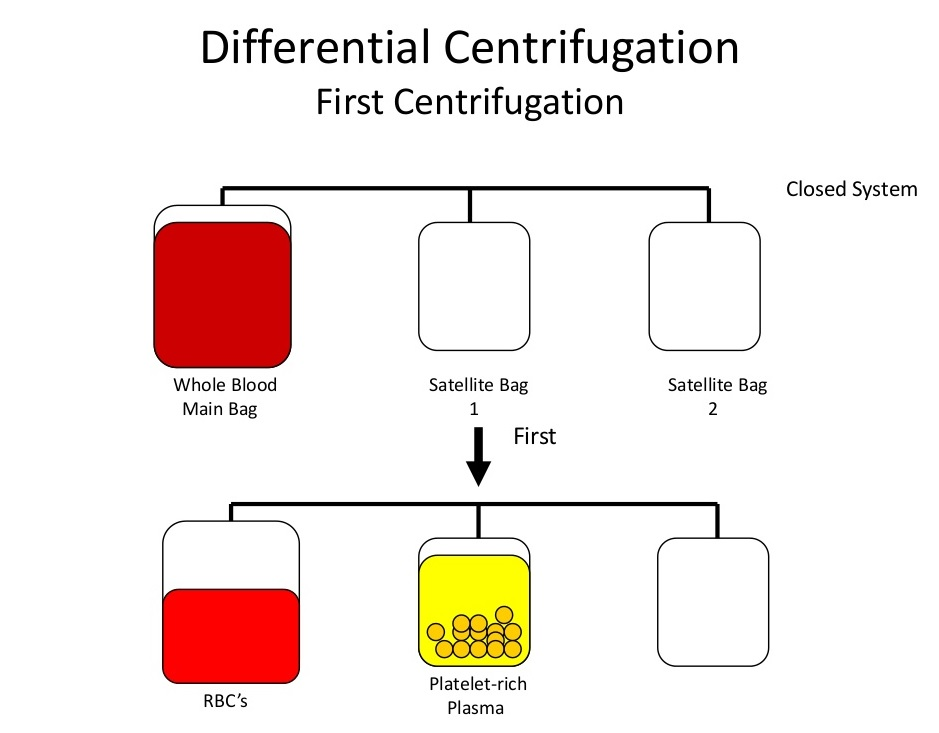 Differential Centrifugation
First Centrifugation
Closed System
Whole Blood
Main Bag
Satellite Bag
1
Satellite Bag
2
First
RBC’s
Platelet-rich
Plasma